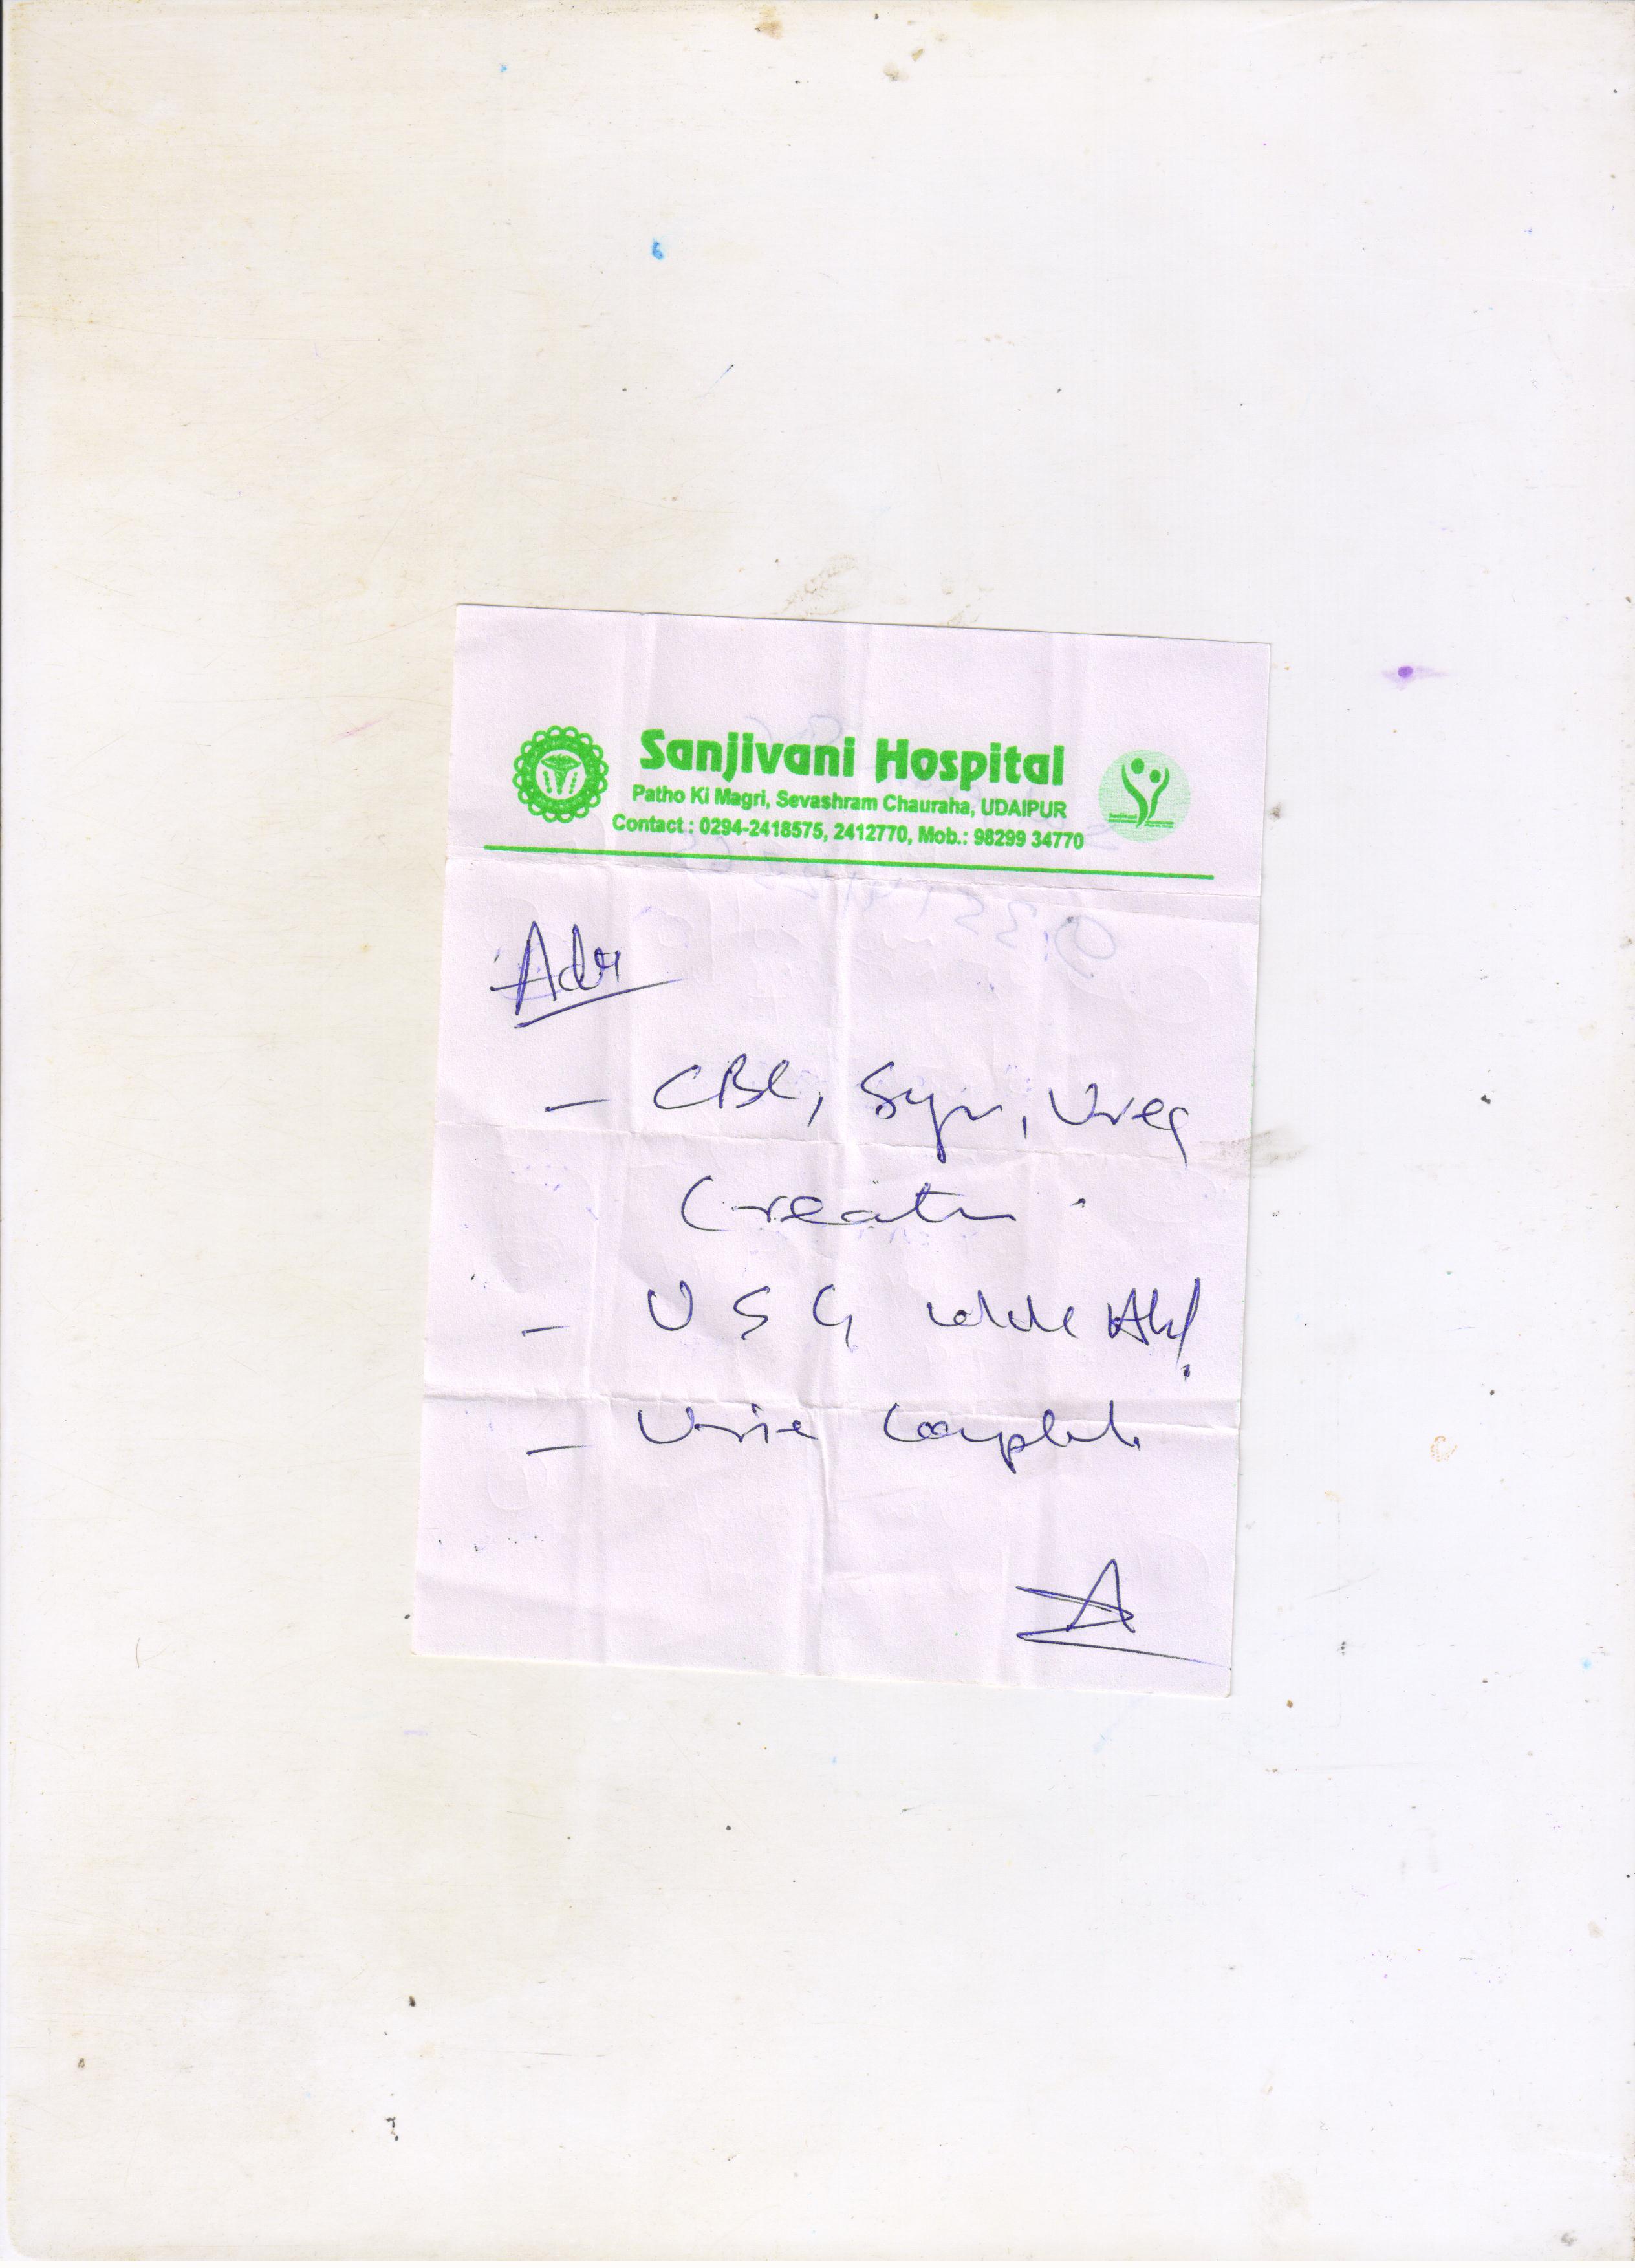 Sanjivani Hospital
Patho Ki Magri, Sevashram Chauraha, UDAIPUR
Contact : 0294-2418575, 2412770, Mob.: 98299 34770
Adv
- CBC, Sugar, Urea
Creatin
- USG whole Abd.
- Urine Complete